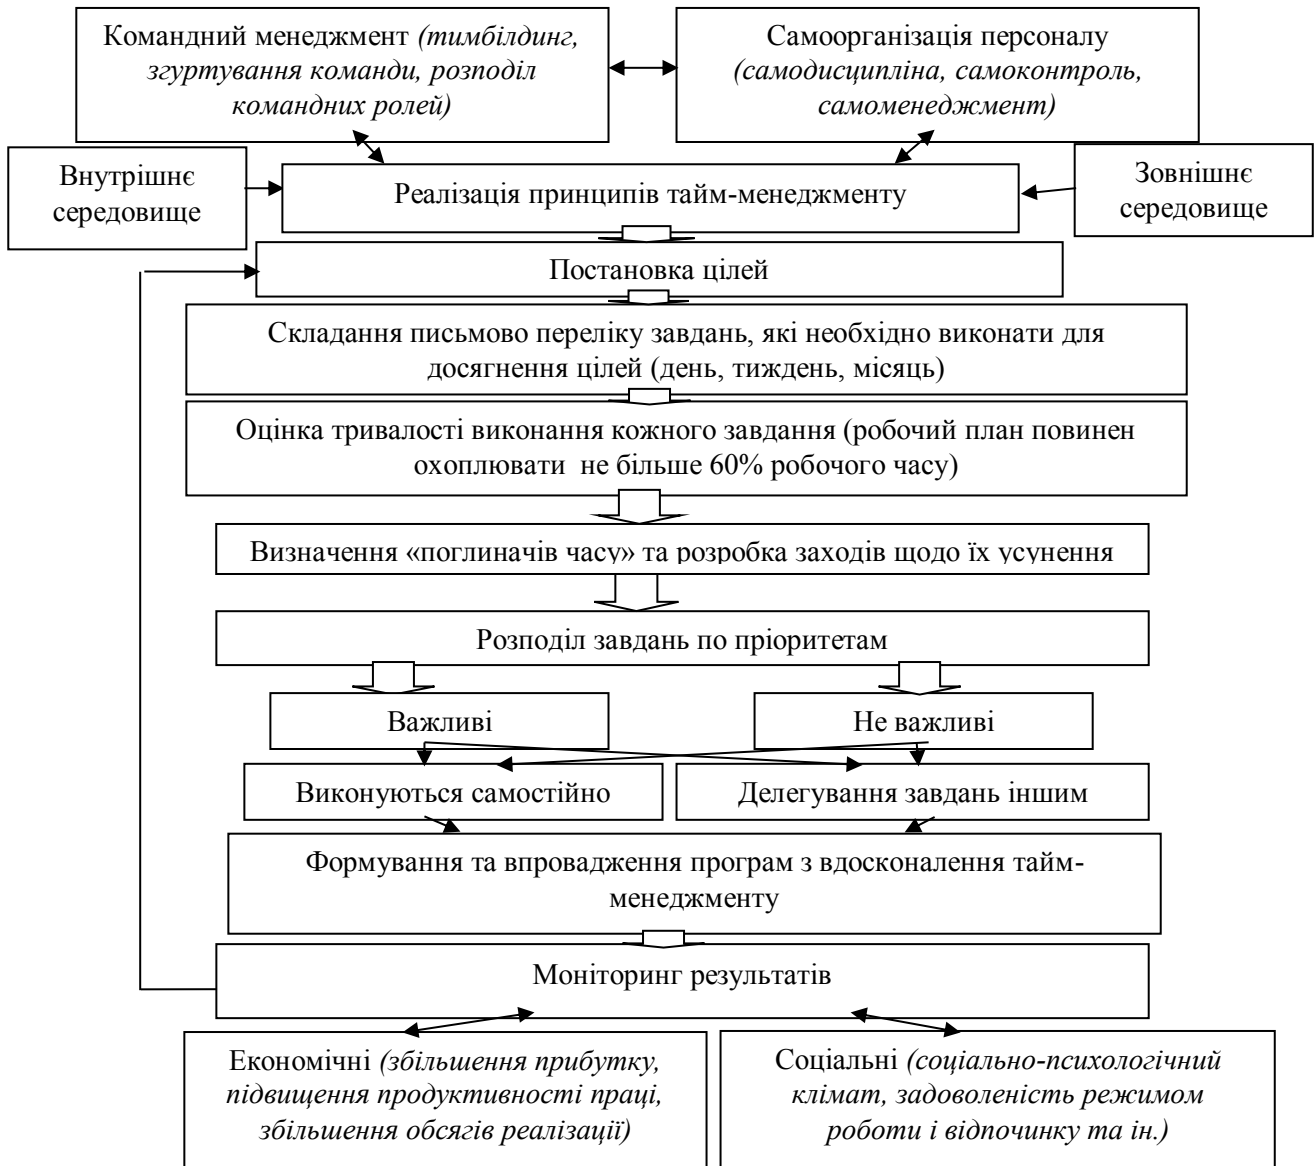 Командний менеджмент (тимбілдинг,
згуртування команди, розподіл
командних ролей)
Самоорганізація персоналу
(самодисципліна, самоконтроль,
самоменеджмент)
Внутрішнє
середовище
Реалізація принципів тайм-менеджменту
Зовнішнє
середовище
Постановка цілей
Складання письмово переліку завдань, які необхідно виконати для
досягнення цілей (день, тиждень, місяць)
Оцінка тривалості виконання кожного завдання (робочий план повинен
охоплювати не більше 60% робочого часу)
Визначення «поглиначів часу» та розробка заходів щодо їх усунення
Розподіл завдань по пріоритетам
Важливі
Не важливі
Виконуються самостійно
Делегування завдань іншим
Формування та впровадження програм з вдосконалення тайм-
менеджменту
Моніторинг результатів
Економічні (збільшення прибутку,
підвищення продуктивності праці,
збільшення обсягів реалізації)
Соціальні (соціально-психологічний
клімат, задоволеність режимом
роботи і відпочинку та ін.)